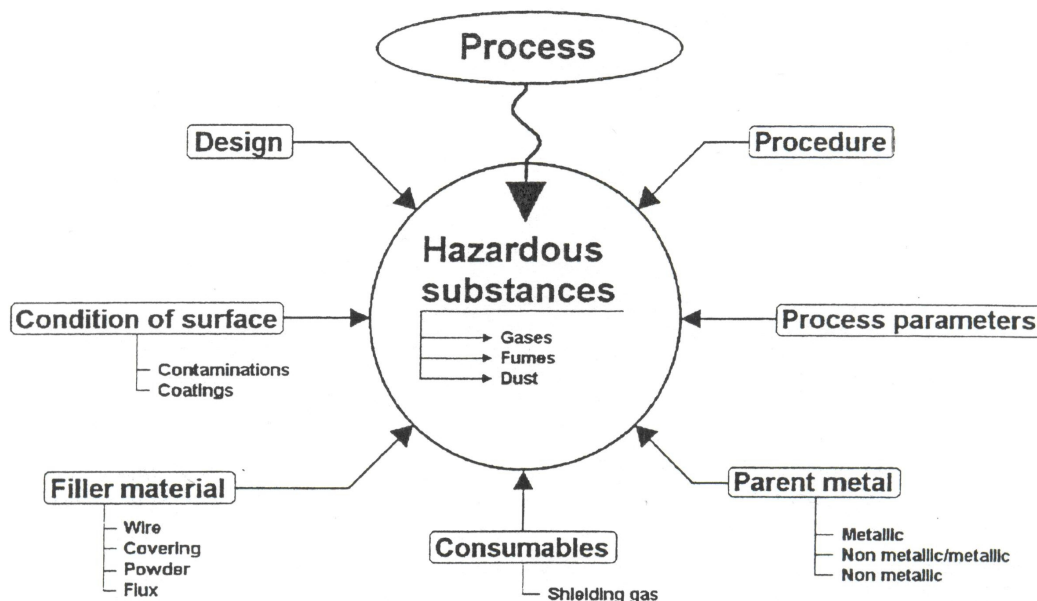 Process
Design
Procedure
Hazardous
substances
Gases
Fumes
Dust
Condition of surface
Contaminations
Coatings
Process parameters
Filler material
Wire
Covering
Powder
Flux
Consumables
Shielding gas
Parent metal
Metallic
Non metallic/metallic
Non metallic